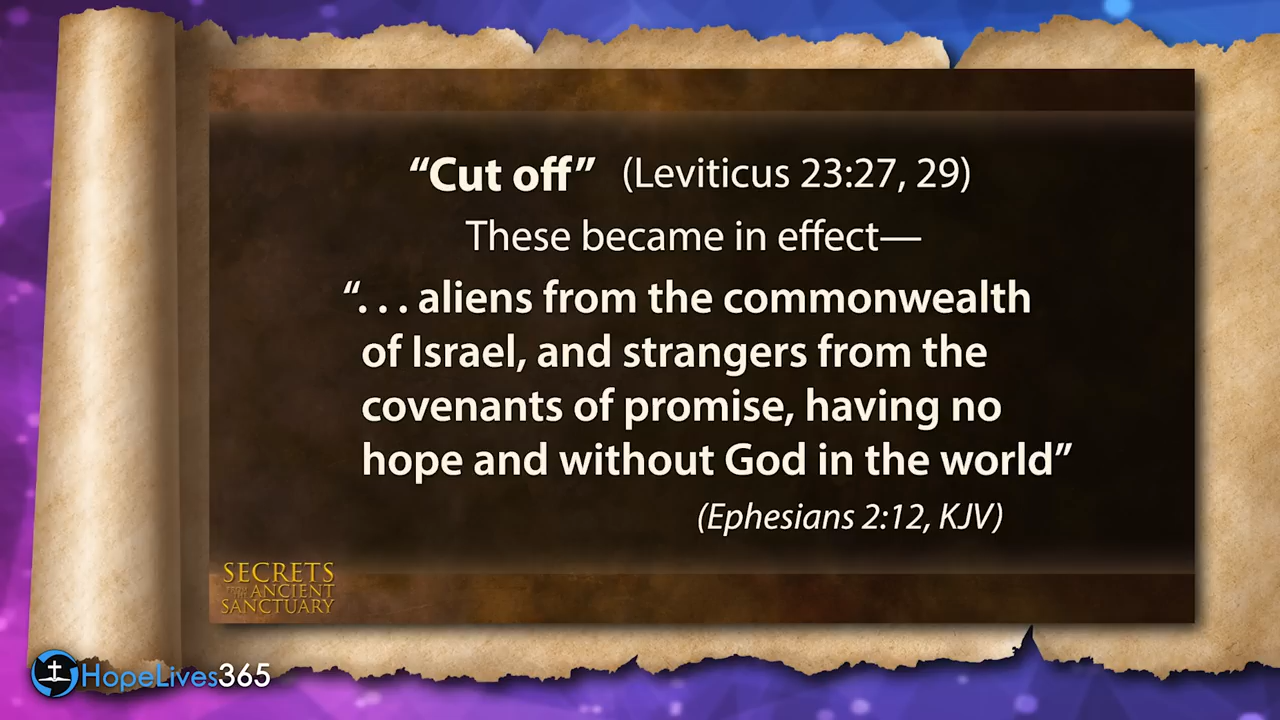 “Cut off” (Leviticus 23:27, 29)
These became in effect—
“. . . aliens from the commonwealth
of Israel, and strangers from the
covenants of promise, having no
hope and without God in the world”
(Ephesians 2:12, KJV)
SECRETS
ANCIENT
SANCTUARY
HopeLives365